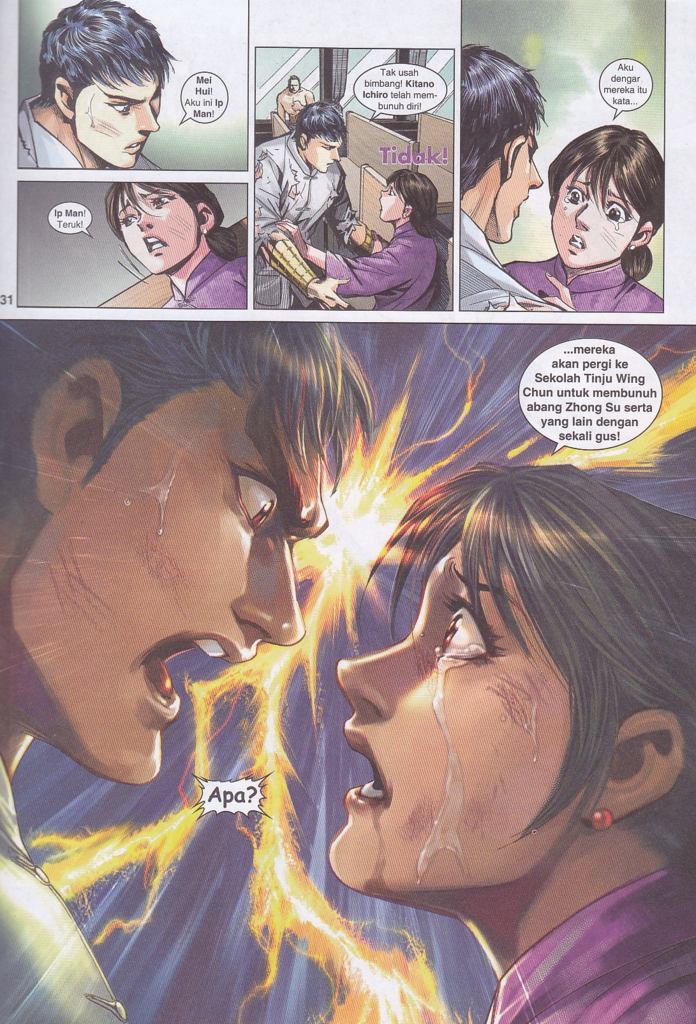 Mei
Hui!
Aku ini Ip
Man!
Ip Man!
Teruk!
Tak usah
bimbang! Kitano
Ichiro telah mem-
bunuh diri!
Tidak!
Aku
dengar
mereka itu
kata...
31
...mereka
akan pergi ke
Sekolah Tinju Wing
Chun untuk membunuh
abang Zhong Su serta
yang lain dengan
sekali gus!
Apa?